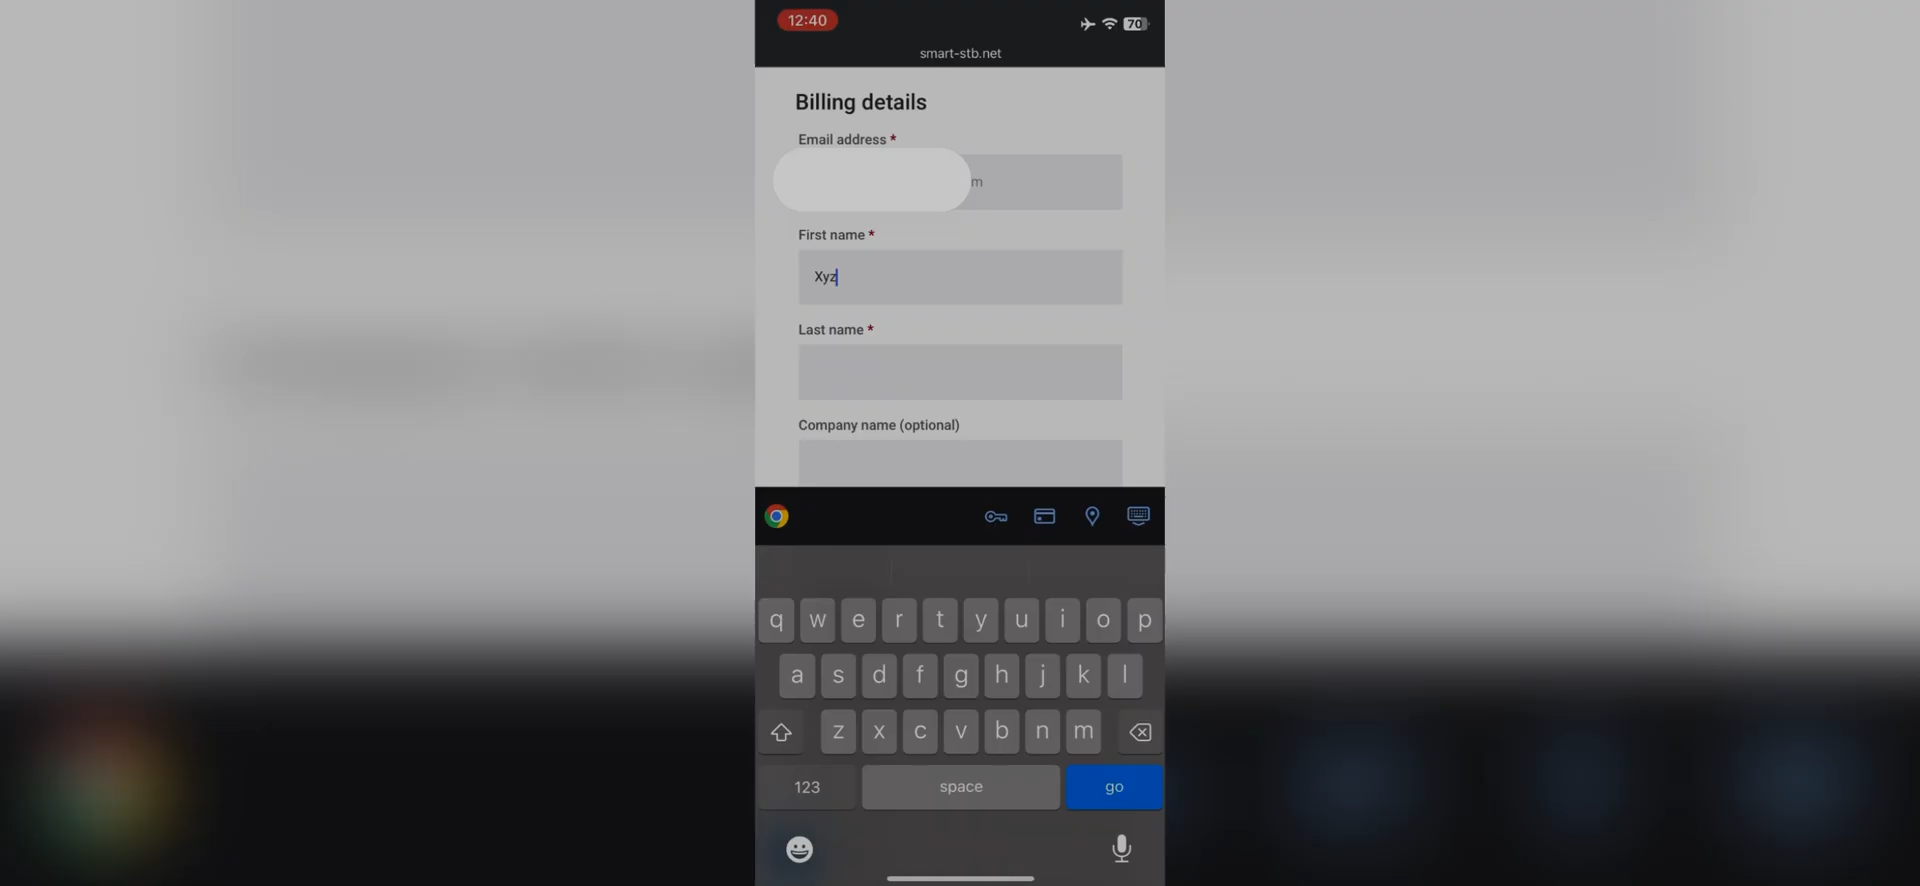 12:40
70
smart-stb.net
Billing details
Email address *
m
First name *
Xyz
Last name *
Company name (optional)
q w e r t y u i o p
a s d f g h j k l
z x c v b n m
123 space go